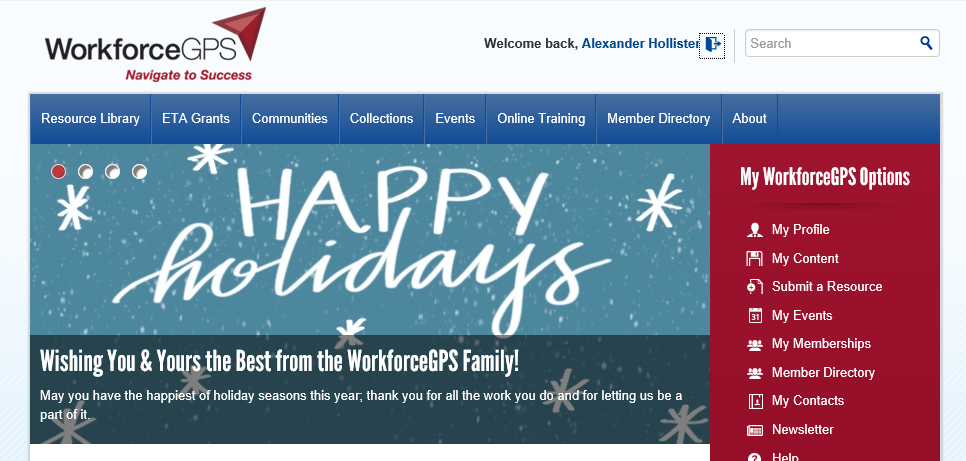 WorkforceGPS
Navigate to Success
Welcome back, Alexander Hollister
Search
Resource Library
ETA Grants
Communities
Collections
Events
Online Training
Member Directory
About
HAPPY
holidays
Wishing You & Yours the Best from the WorkforceGPS Family!
May you have the happiest of holiday seasons this year; thank you for all the work you do and for letting us be a
part of it.
My WorkforceGPS Options
My Profile
My Content
Submit a Resource
31
My Events
My Memberships
Member Directory
My Contacts
Newsletter
Help